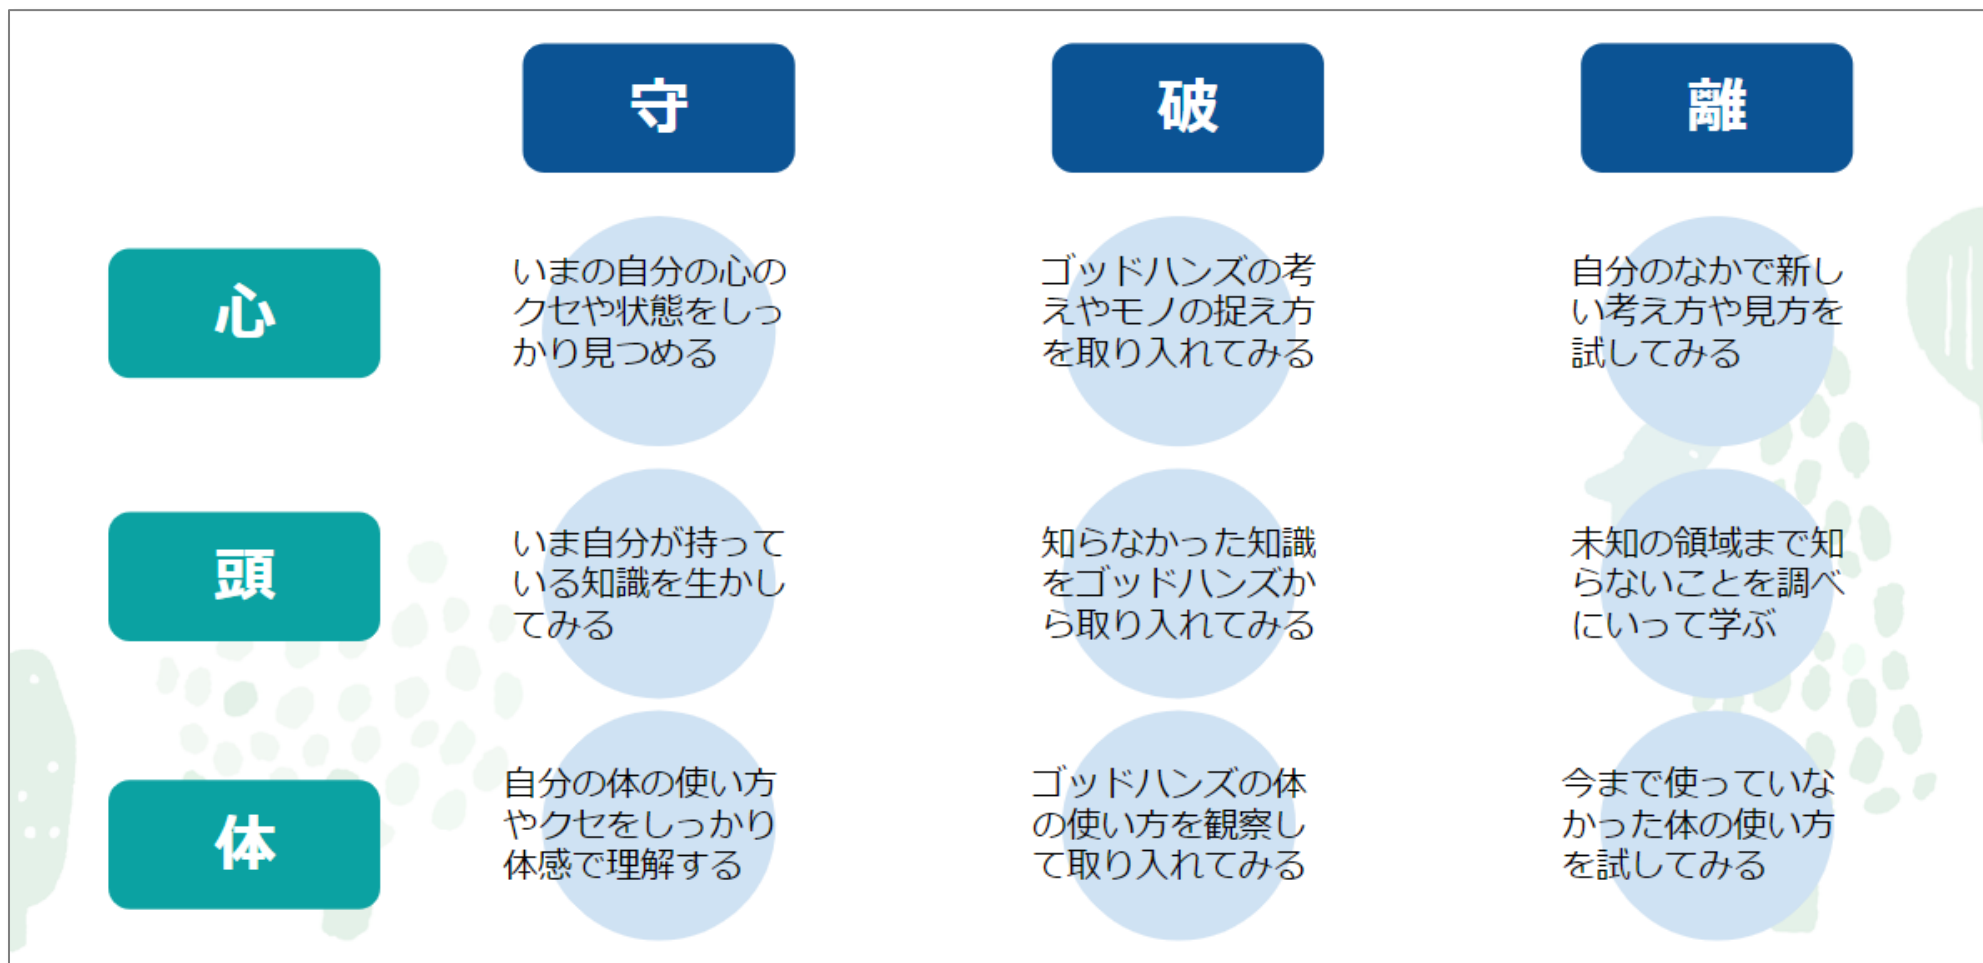 守
破
離
心
いまの自分の心の
クセや状態をしっ
かり見つめる
ゴッドハンズの考
えやモノの捉え方
を取り入れてみる
自分のなかで新し
い考え方や見方を
試してみる
頭
いま自分が持って
いる知識を生かし
てみる
知らなかった知識
をゴッドハンズか
ら取り入れてみる
未知の領域まで知
らないことを調べ
にいって学ぶ
体
自分の体の使い方
やクセをしっかり
体感で理解する
ゴッドハンズの体
の使い方を観察し
て取り入れてみる
今まで使っていな
かった体の使い方
を試してみる